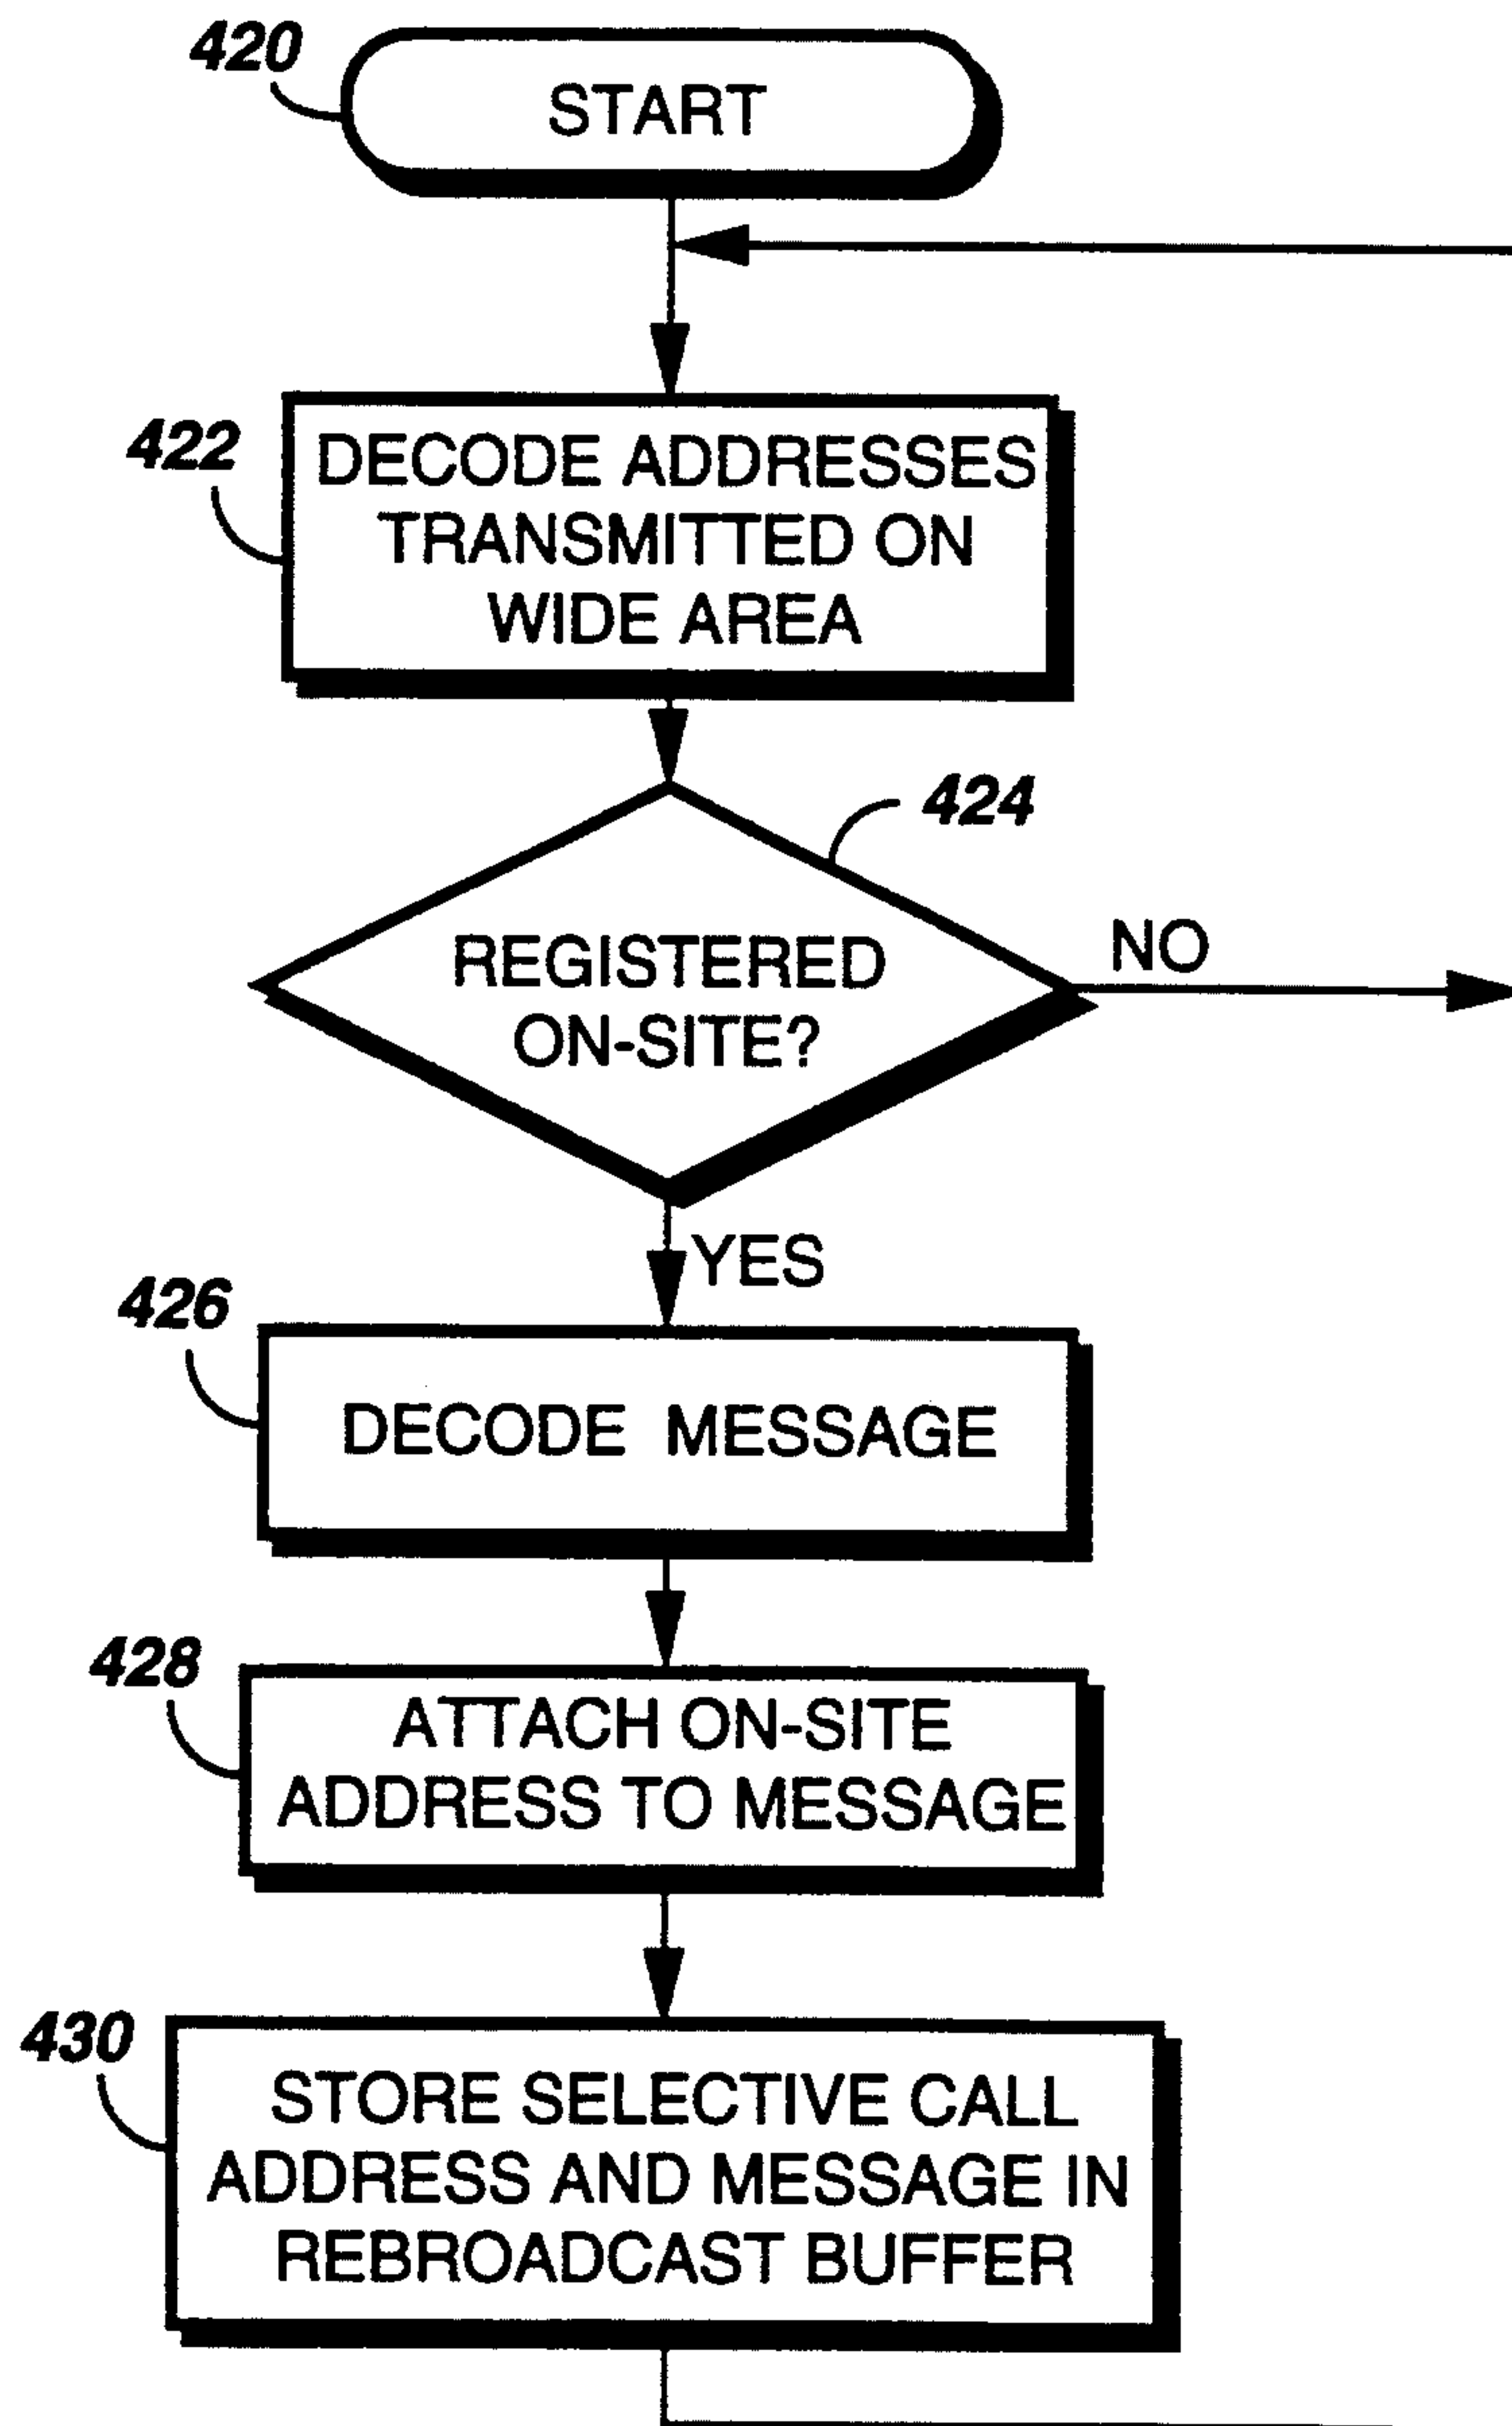 420
START
422
DECODE ADDRESSES
TRANSMITTED ON
WIDE AREA
424
REGISTERED
ON-SITE?
NO
YES
426
DECODE MESSAGE
428
ATTACH ON-SITE
ADDRESS TO MESSAGE
430
STORE SELECTIVE CALL
ADDRESS AND MESSAGE IN
REBROADCAST BUFFER